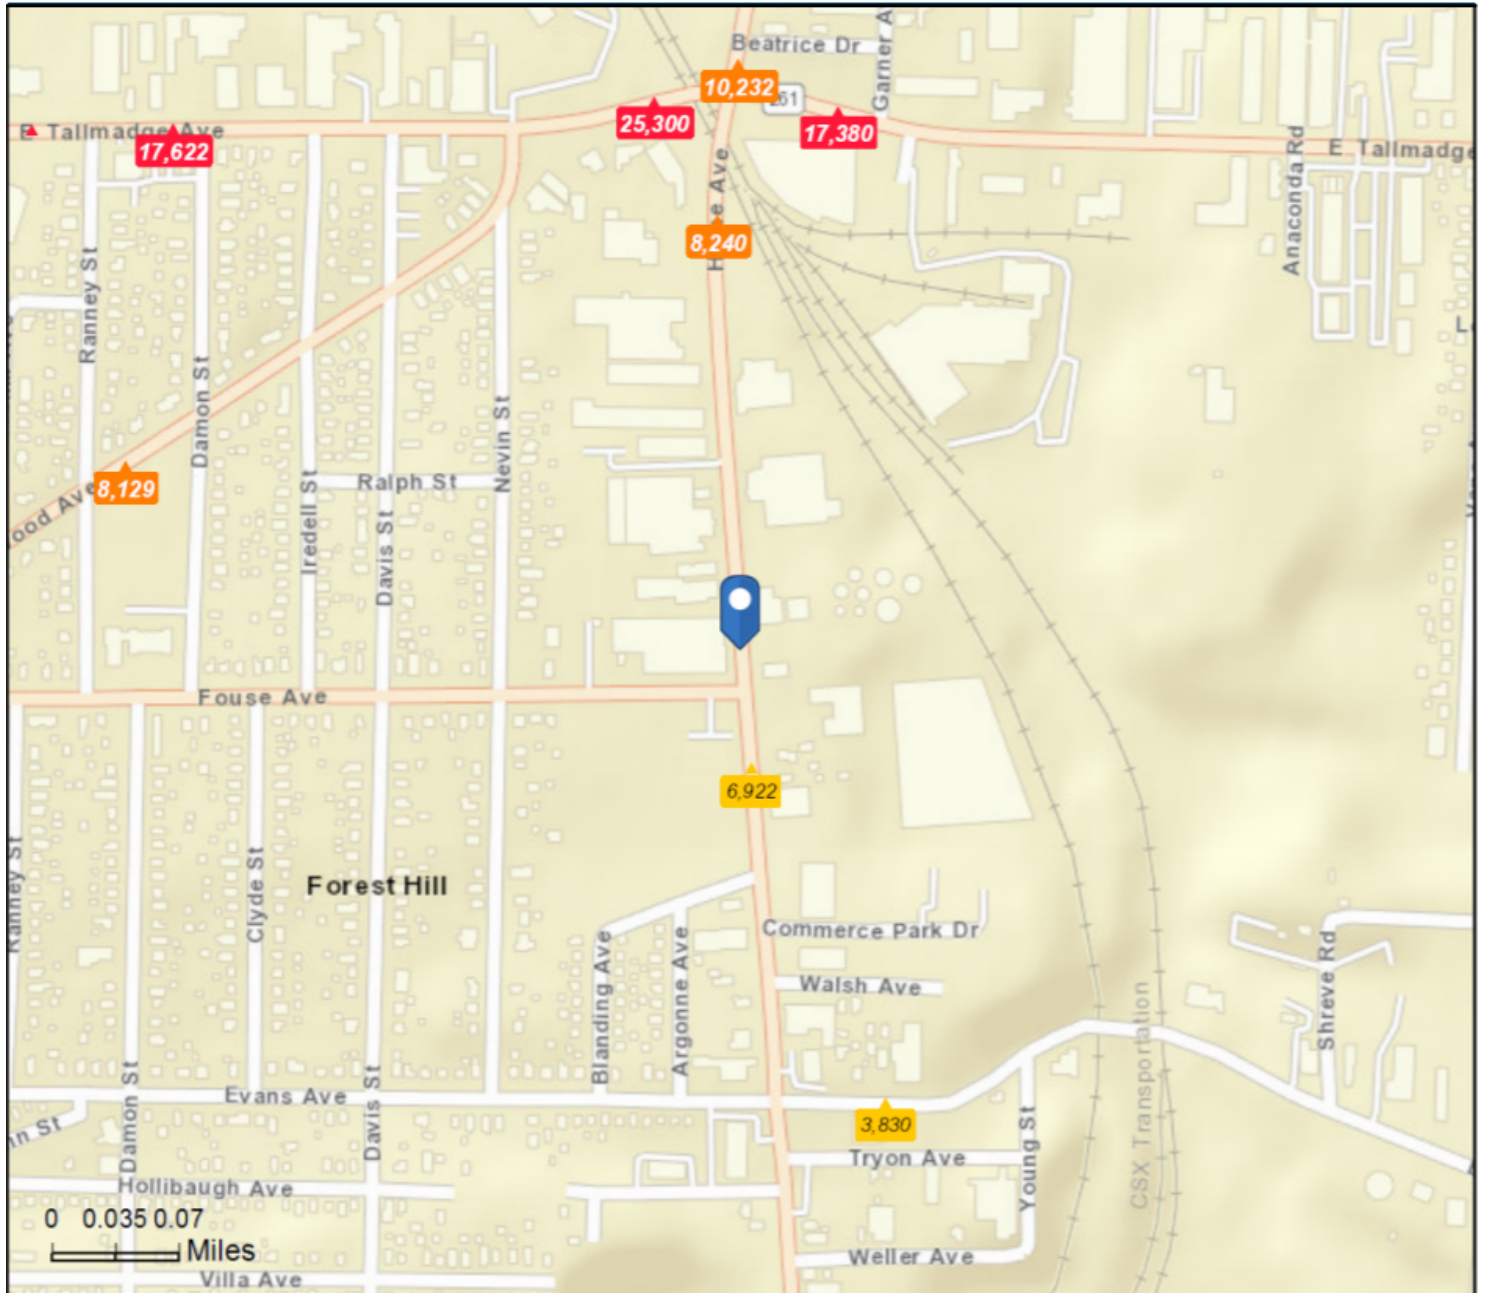 Beatrice Dr
Garner A
10,232
25,300
17,380
E Tallmadge Ave
17,622
E Tallmadge
Anaconda Rd
8,240
Ranney St
Damon St
Nevin St
8,129
ood Ave
Ralph St
Iredell St
Davis St
Fouse Ave
6,922
Ranney St
Clyde St
Forest Hill
Commerce Park Dr
Blanding Ave
Argonne Ave
Walsh Ave
Shreve Rd
CSX Transportation
Evans Ave
3,830
nn St
Damon St
Davis St
Tryon Ave
Young St
Hollibaugh Ave
0 0.035 0.07
Miles
Weller Ave
Villa Ave